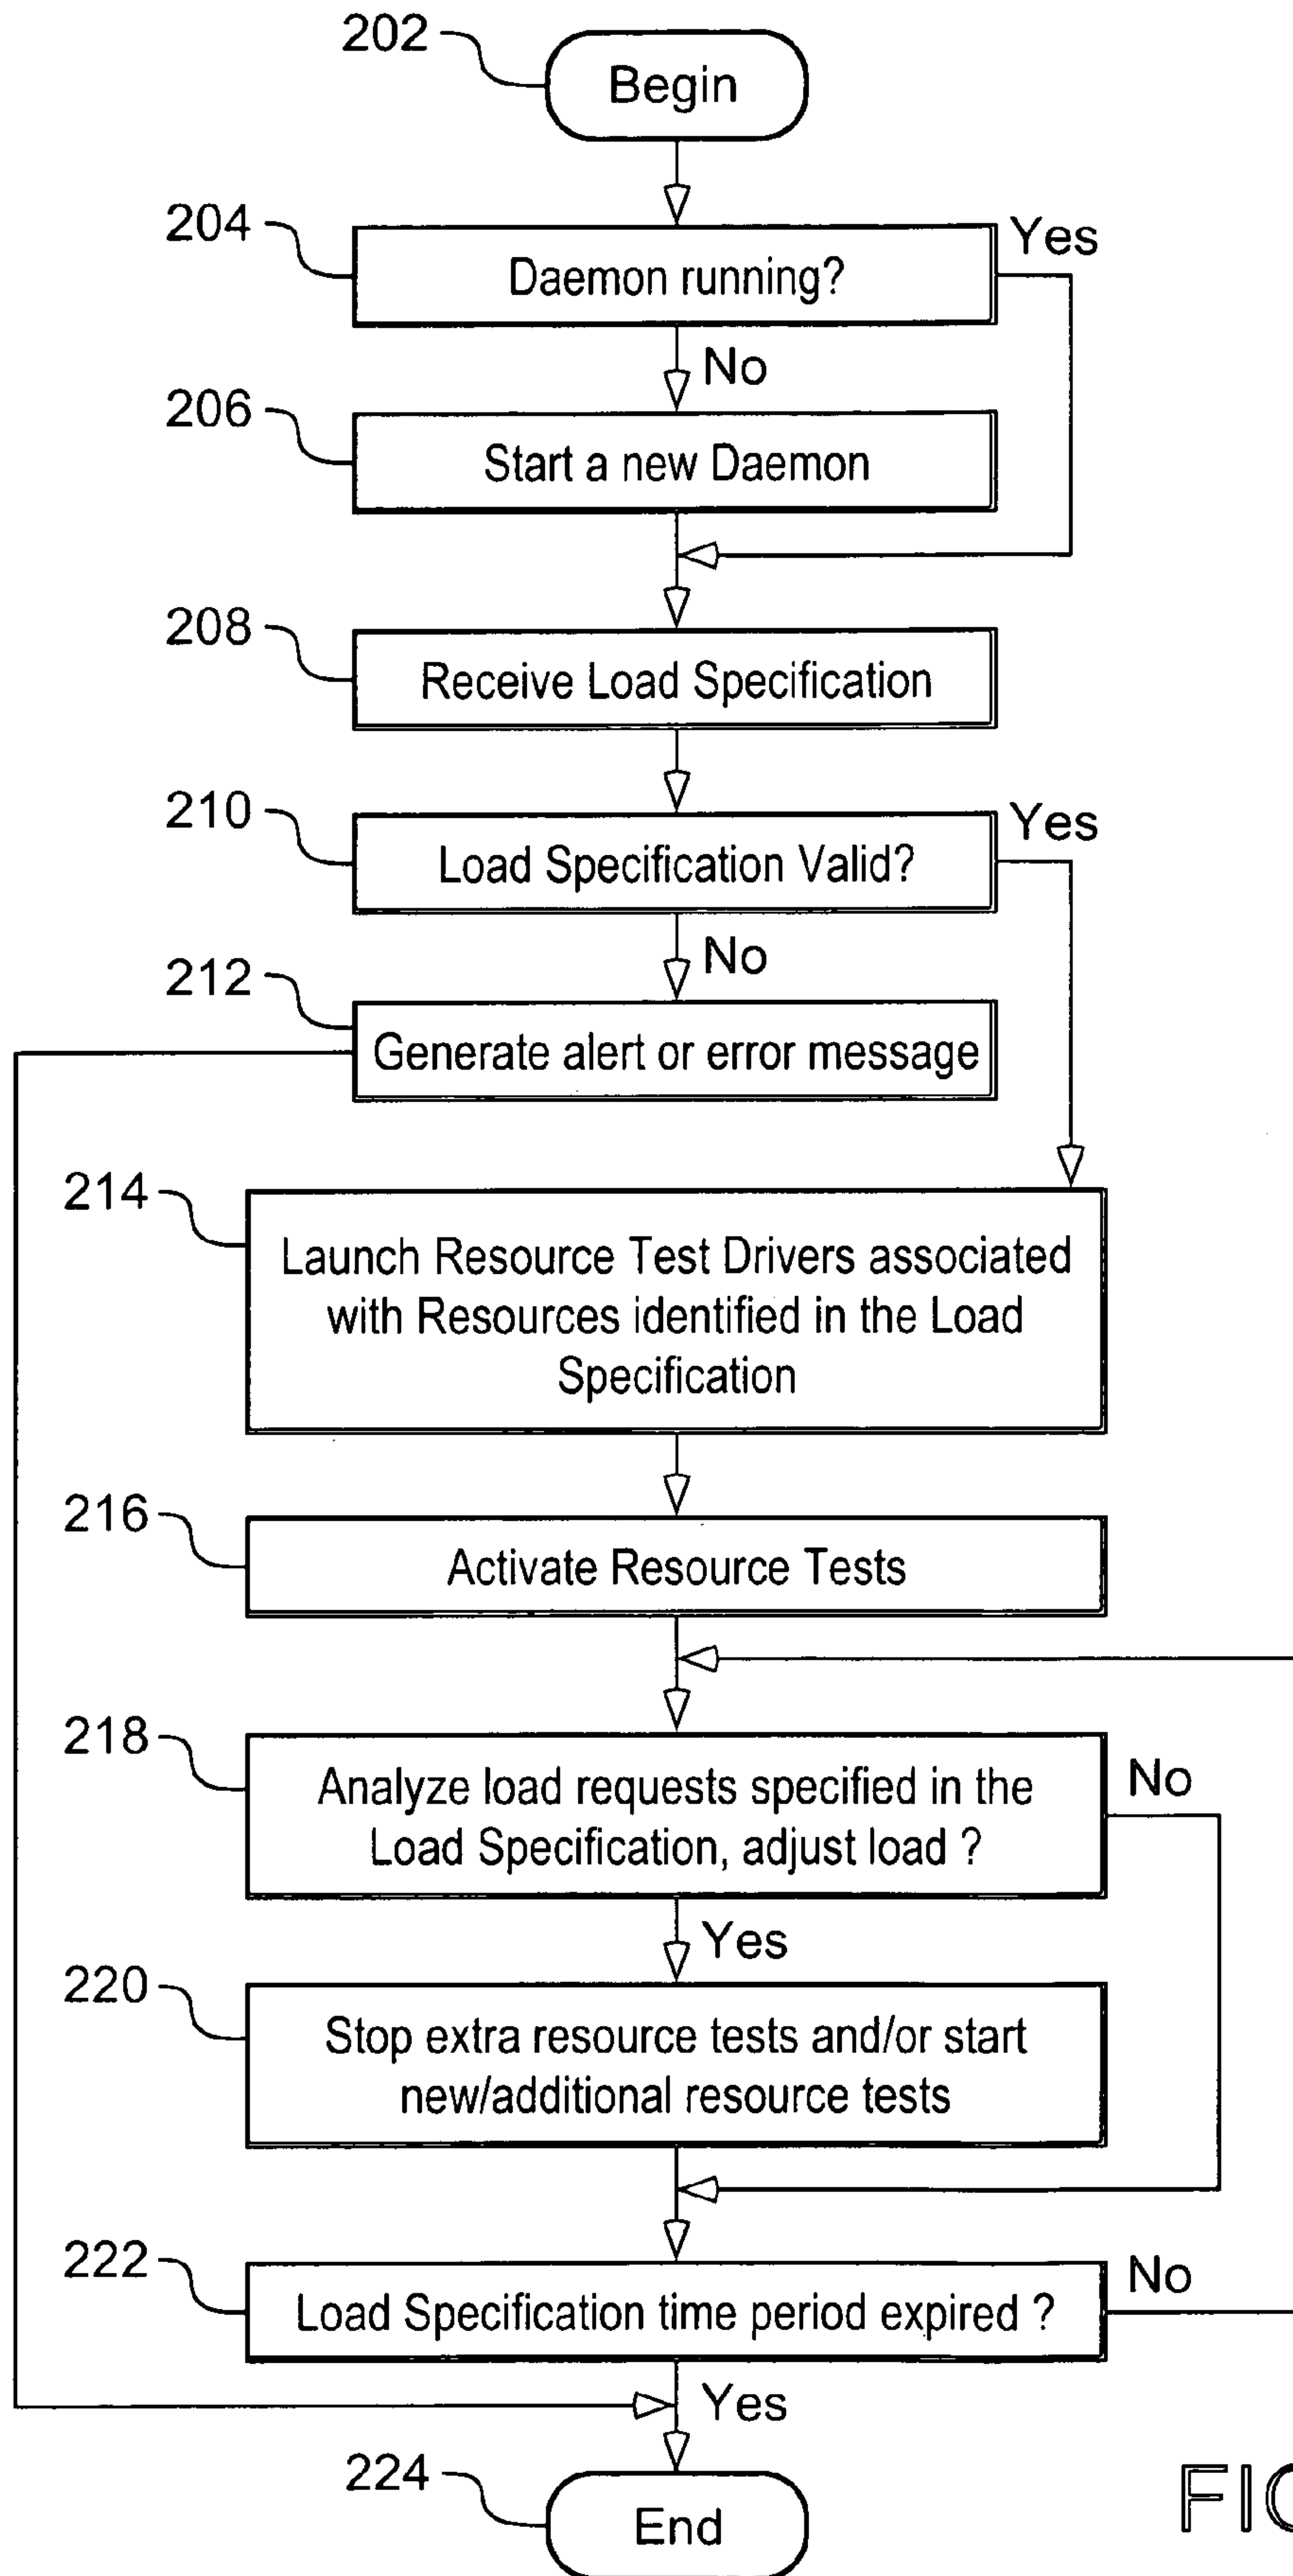 202
Begin
204
Daemon running?
Yes
No
206
Start a new Daemon
208
Receive Load Specification
210
Load Specification Valid?
Yes
No
212
Generate alert or error message
214
Launch Resource Test Drivers associated
with Resources identified in the Load
Specification
216
Activate Resource Tests
218
Analyze load requests specified in the
Load Specification, adjust load ?
No
Yes
220
Stop extra resource tests and/or start
new/additional resource tests
222
Load Specification time period expired ?
No
Yes
224
End